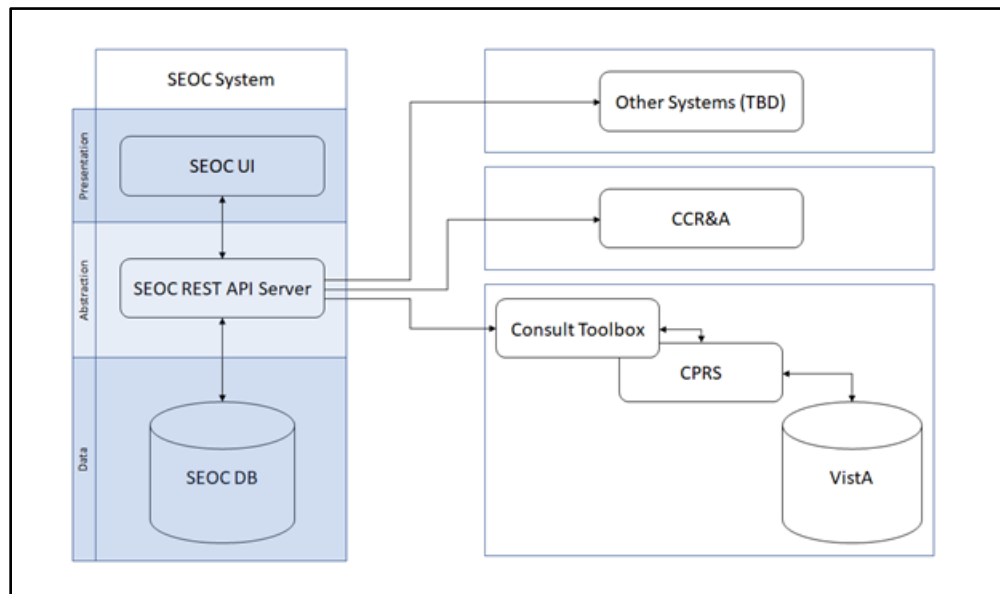 SEOC System
Presentation
SEOC UI
Abstraction
SEOC REST API Server
Data
SEOC DB
Other Systems (TBD)
CCR&A
Consult Toolbox
CPRS
VistA